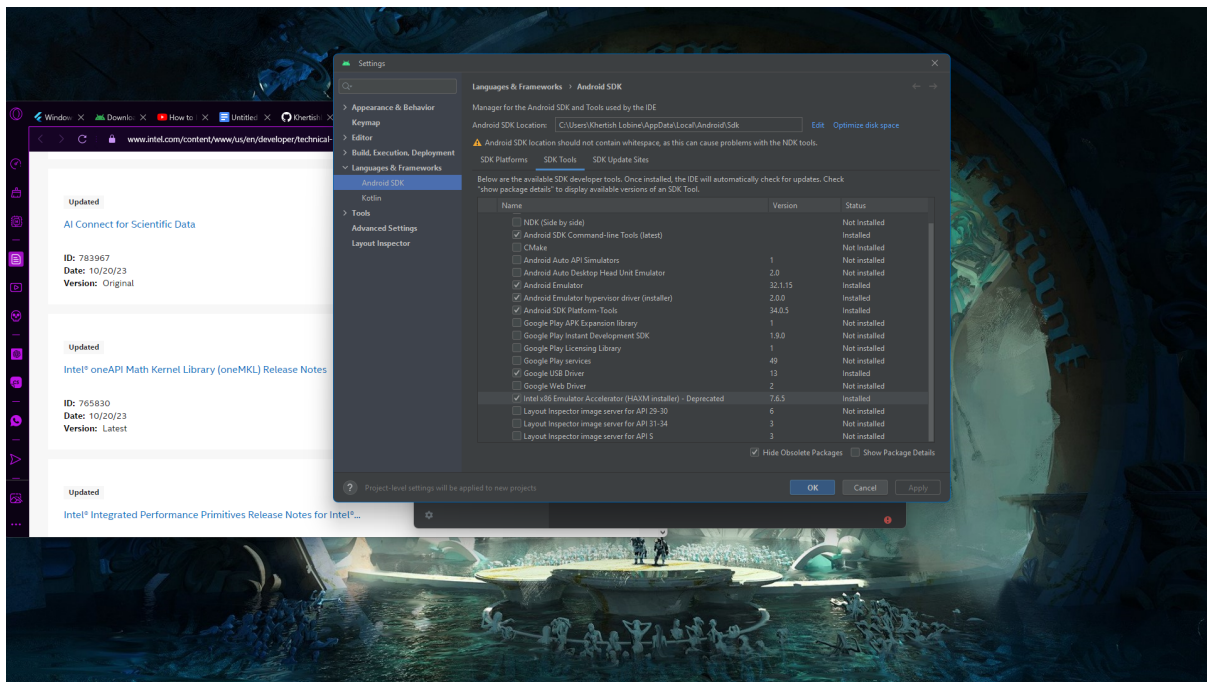 Settings
Languages & Frameworks › Android SDK
Manager for the Android SDK and Tools used by the IDE
Android SDK Location: C:\Users\Khertish Lobine\AppData\Local\Android\Sdk Edit Optimize disk space
Android SDK location should not contain whitespace, as this can cause problems with the NDK tools.
SDK Platforms SDK Tools SDK Update Sites
Below are the available SDK developer tools. Once installed, the IDE will automatically check for updates. Check
"show package details" to display available versions of an SDK Tool.
Name Version Status
NDK (Side by side) Not Installed
Android SDK Command-line Tools (latest) Installed
CMake Not Installed
Android Auto API Simulators 1 Not installed
Android Auto Desktop Head Unit Emulator 2.0 Not installed
Android Emulator 32.1.15 Installed
Android Emulator hypervisor driver (installer) 2.0.0 Installed
Android SDK Platform-Tools 34.0.5 Installed
Google Play APK Expansion library 1 Not installed
Google Play Instant Development SDK 1.9.0 Not installed
Google Play Licensing Library 1 Not installed
Google Play services 49 Not installed
Google USB Driver 13 Installed
Google Web Driver 2 Not installed
Intel x86 Emulator Accelerator (HAXM installer) - Deprecated 7.6.5 Installed
Layout Inspector image server for API 29-30 6 Not installed
Layout Inspector image server for API 31-34 3 Not installed
Layout Inspector image server for API S 3 Not installed
Hide Obsolete Packages Show Package Details
? Project-level settings will be applied to new projects
OK Cancel Apply
Appearance & Behavior
Keymap
Editor
Build, Execution, Deployment
Languages & Frameworks
Android SDK
Kotlin
Tools
Advanced Settings
Layout Inspector
Window Downlo How to Untitled Khertish
www.intel.com/content/www/us/en/developer/technical-
Updated
AI Connect for Scientific Data
ID: 783967
Date: 10/20/23
Version: Original
Updated
Intel® oneAPI Math Kernel Library (oneMKL) Release Notes
ID: 765830
Date: 10/20/23
Version: Latest
Updated
Intel® Integrated Performance Primitives Release Notes for Intel®...